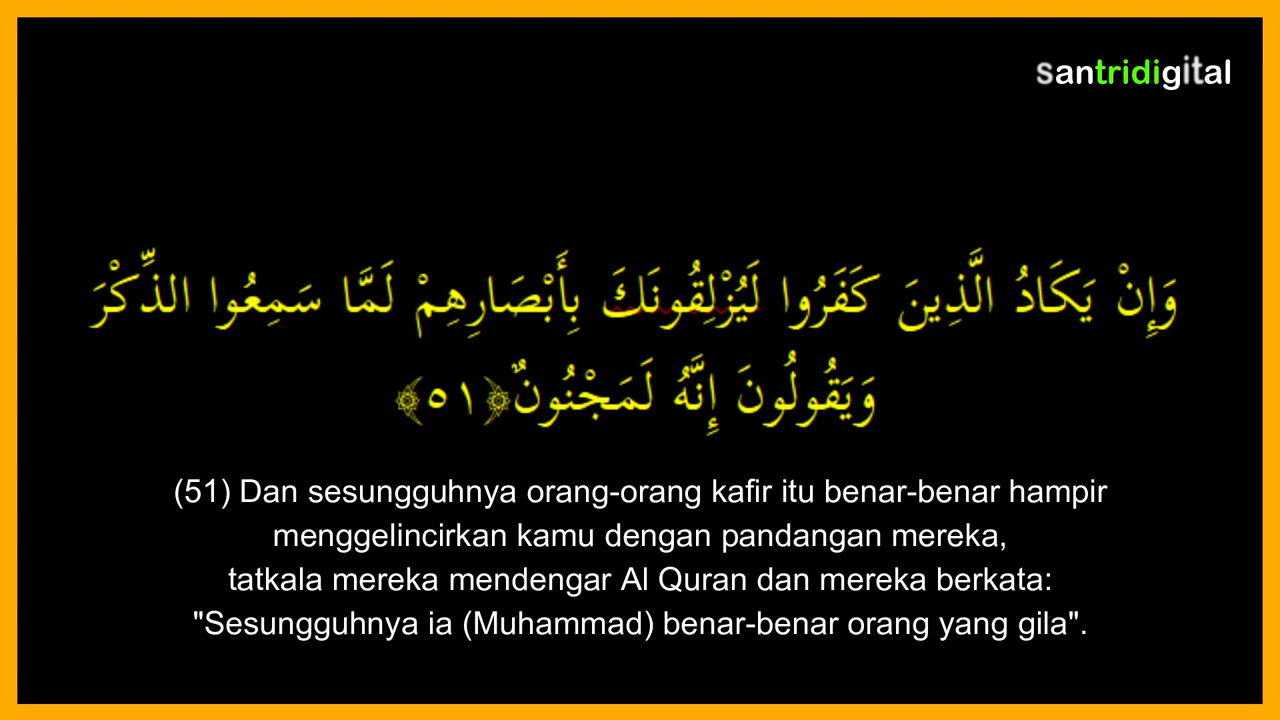 santridigital
وَإِنْ يَكَادُ الَّذِينَ كَفَرُوا لَيُزْلِقُونَكَ بِأَبْصَارِهِمْ لَمَّا سَمِعُوا الذِّكْرَ
وَيَقُولُونَ إِنَّهُ لَمَجْنُونٌ ﴿٥١﴾
(51) Dan sesungguhnya orang-orang kafir itu benar-benar hampir
menggelincirkan kamu dengan pandangan mereka,
tatkala mereka mendengar Al Quran dan mereka berkata:
"Sesungguhnya ia (Muhammad) benar-benar orang yang gila".